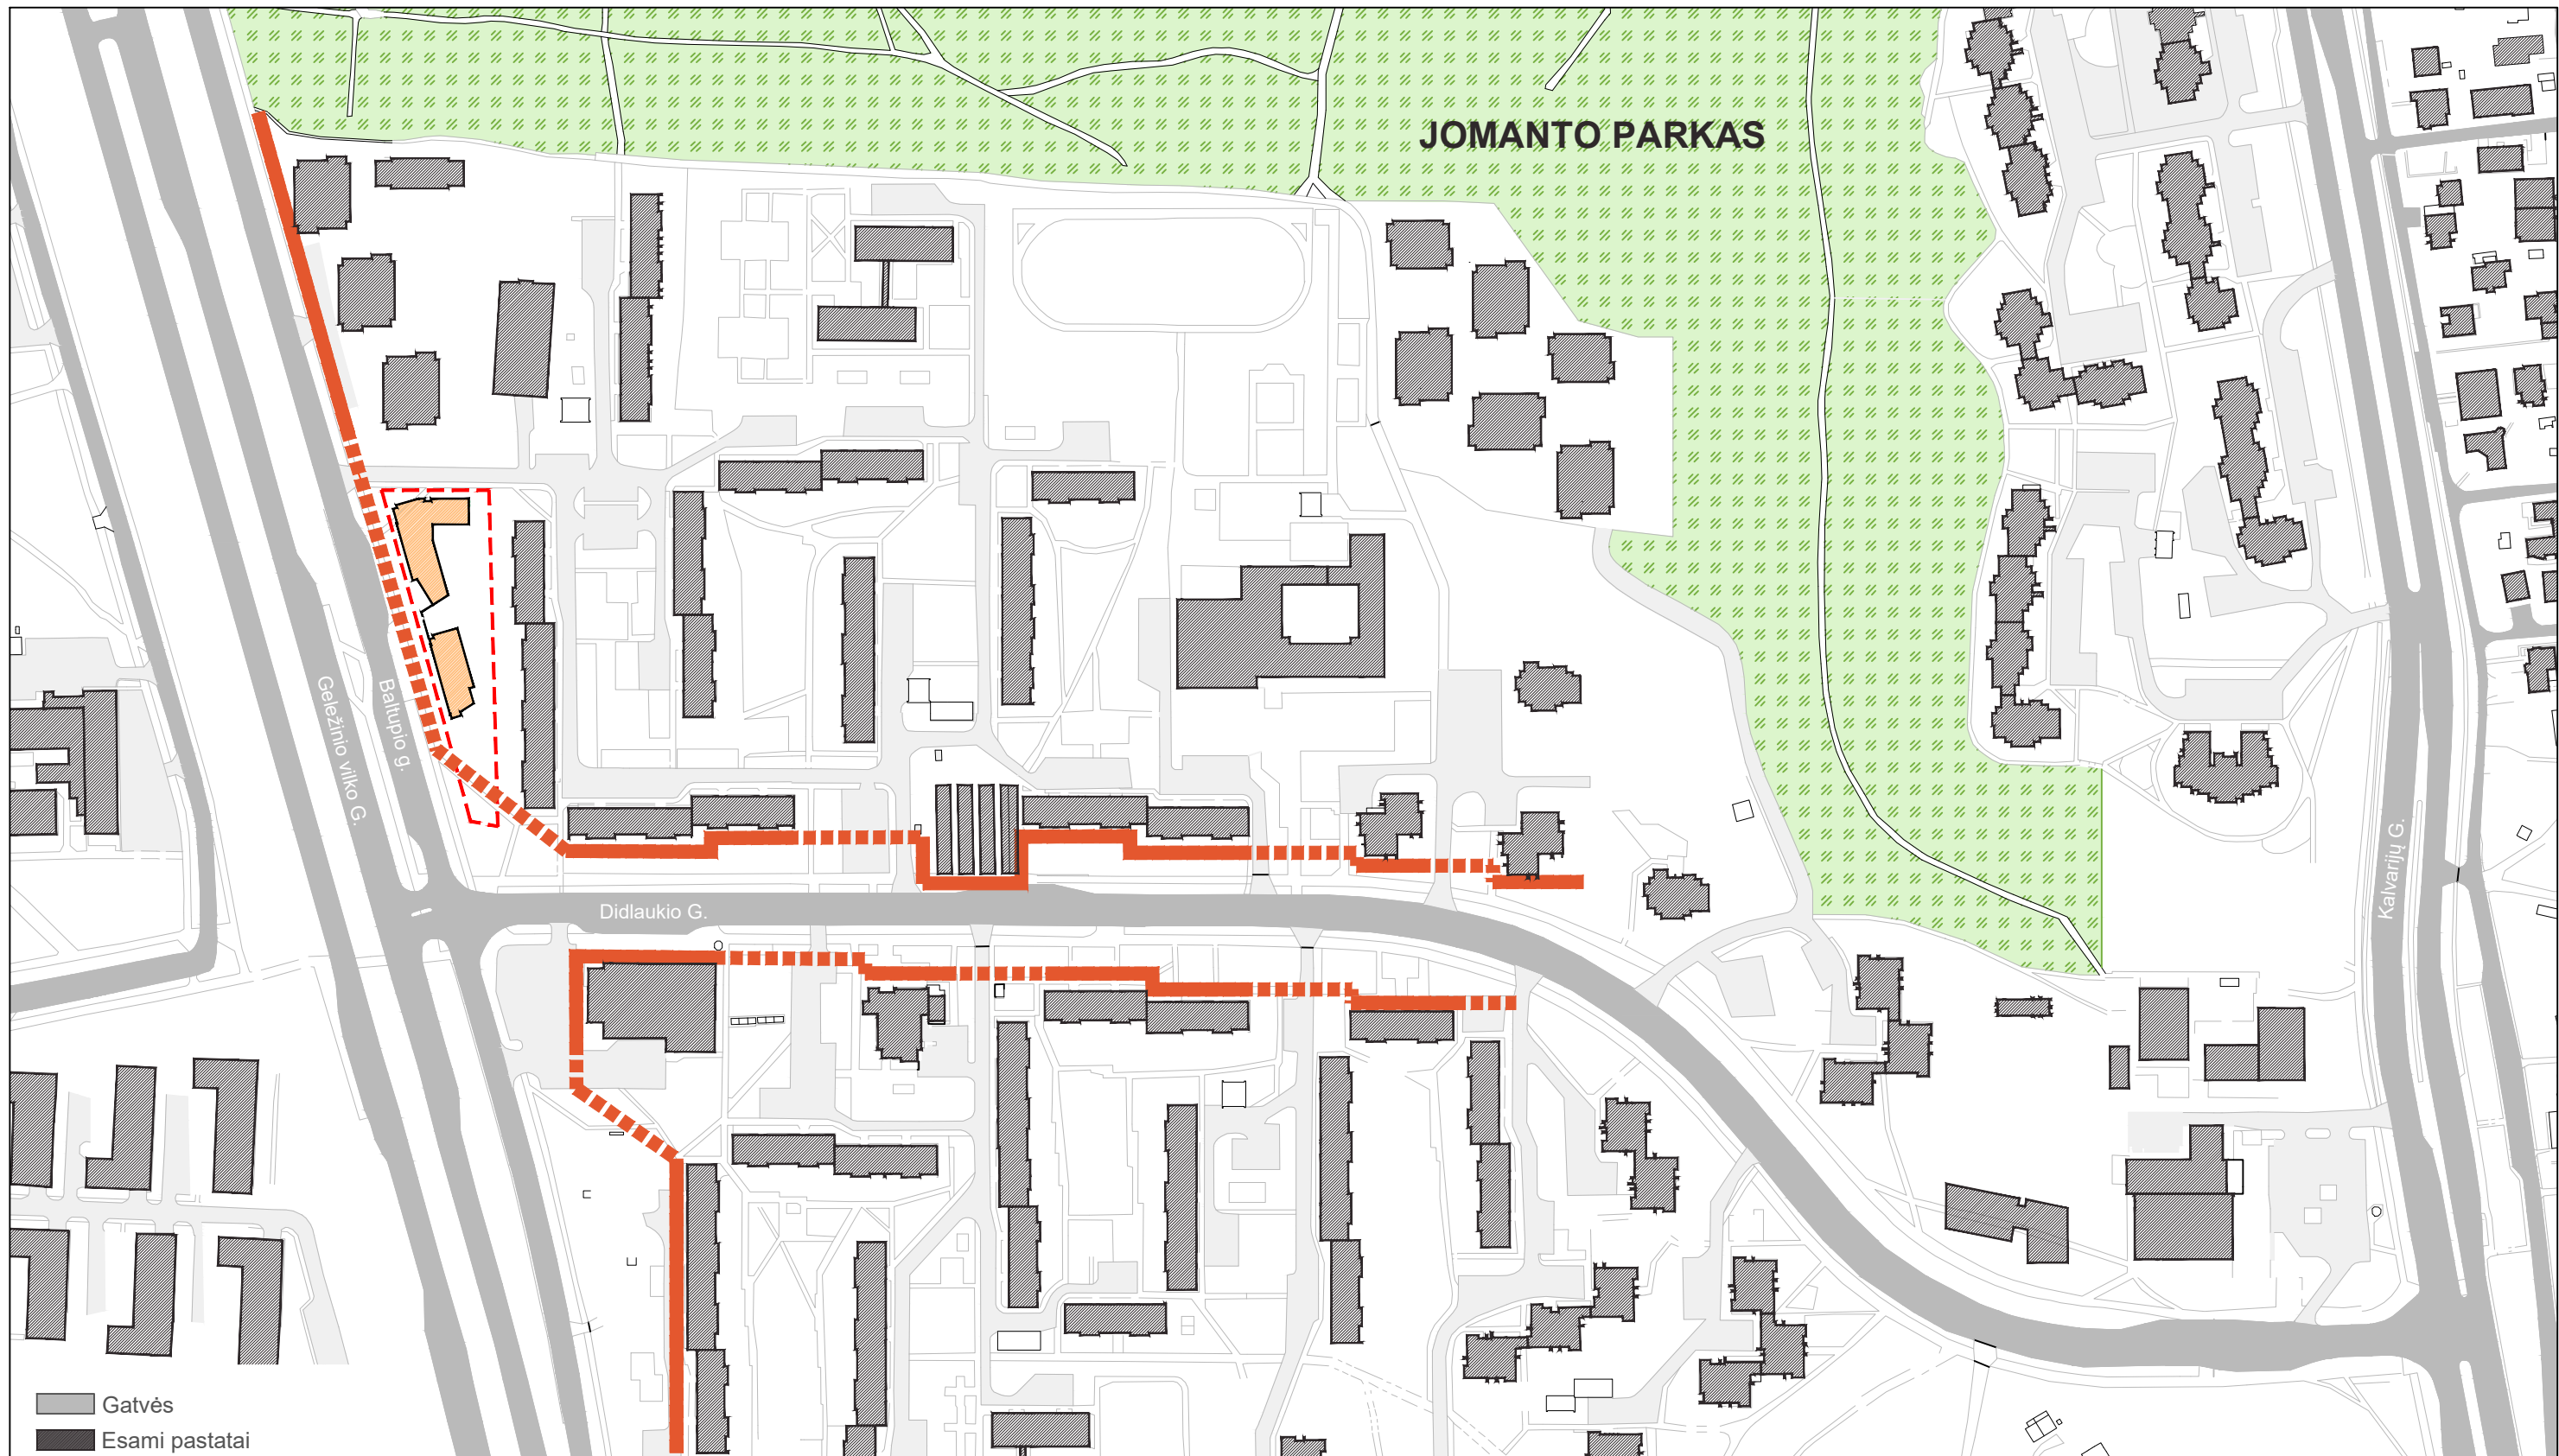 JOMANTO PARKAS
Geležinio vilko G.
Baltupio g.
Didlaukio G.
Kalvarijų G.
Gatvės
Esami pastatai